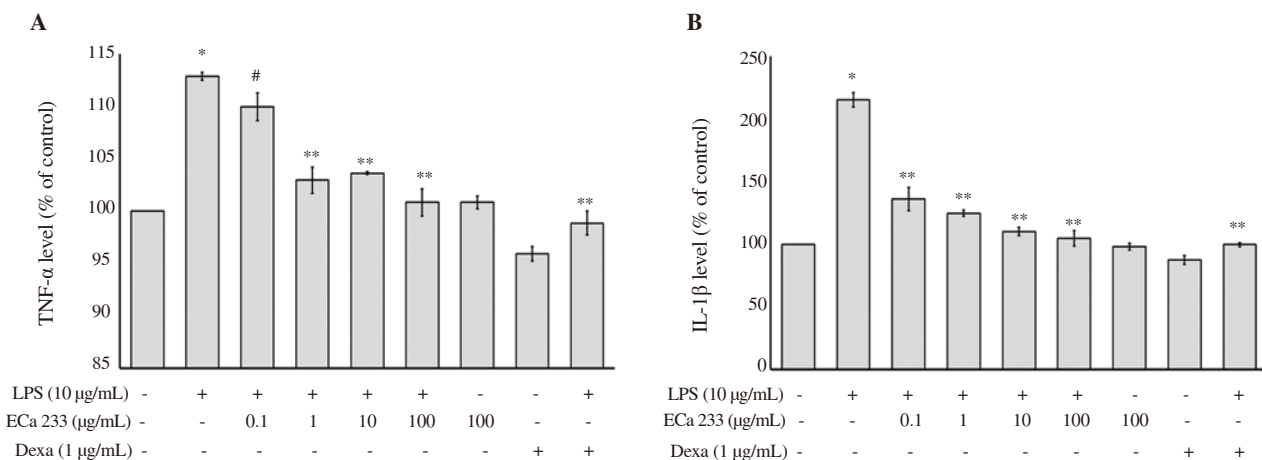 A
TNF-α level (% of control)
115
110
105
100
95
90
85
*
#
**
**
**
**
LPS (10 µg/mL) - + + + + + - - +
ECa 233 (µg/mL) - - 0.1 1 10 100 100 - -
Dexa (1 µg/mL) - - - - - - - + +
B
IL-1β level (% of control)
250
200
150
100
50
0
*
**
**
**
**
**
LPS (10 µg/mL) - + + + + + - - +
ECa 233 (µg/mL) - - 0.1 1 10 100 100 - -
Dexa (1 µg/mL) - - - - - - - + +